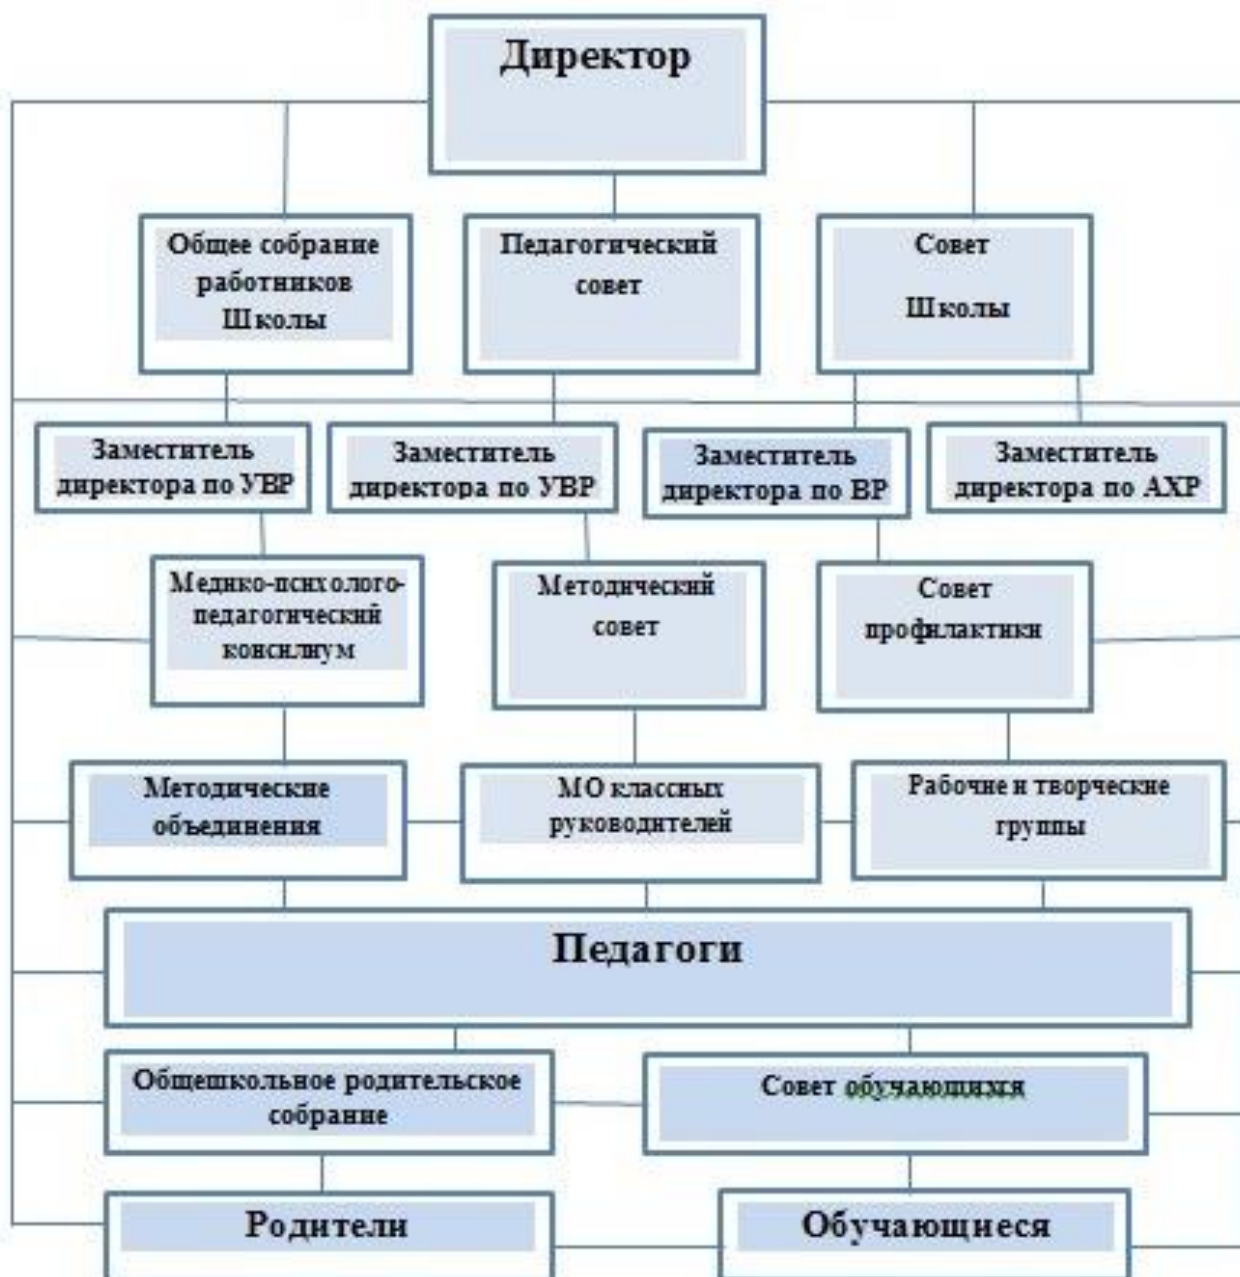 Директор
Общее собрание
работников
Школы
Педагогический
совет
Совет
Школы
Заместитель
директора по УВР
Заместитель
директора по УВР
Заместитель
директора по ВР
Заместитель
директора по АХР
Медико-психолого-
педагогический
консилиум
Методический
совет
Совет
профилактики
Методические
объединения
МО классных
руководителей
Рабочие и творческие
группы
Педагоги
Общешкольное родительское
собрание
Совет обучающихся
Родители
Обучающиеся